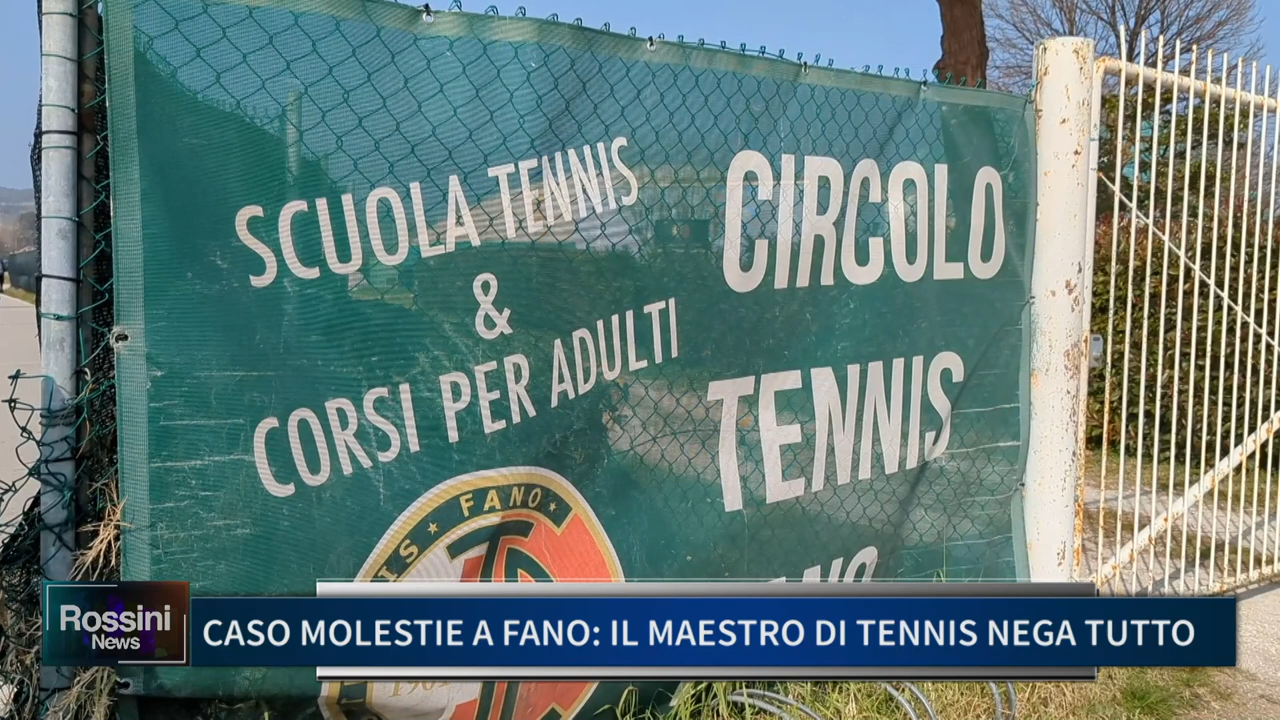 SCUOLA TENNIS
&
CORSI PER ADULTI
CIRCOLO
TENNIS
FANO
Rossini
News
CASO MOLESTIE A FANO: IL MAESTRO DI TENNIS NEGA TUTTO